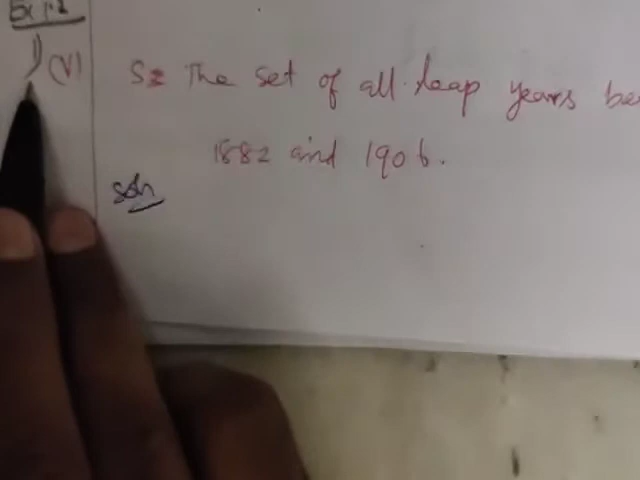 Ex 1.2
1) (v) S= The set of all leap years be
1882 and 1906.
Soln